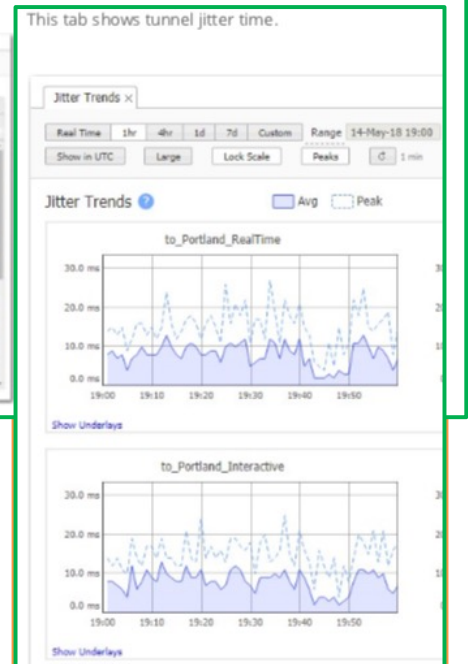 This tab shows tunnel jitter time.
Jitter Trends ×
Real Time 1hr 4hr 1d 7d Custom Range 14-May-18 19:00
Show in UTC Large Lock Scale Peaks 1 min
Jitter Trends ? Avg Peak
to_Portland_RealTime
30.0 ms
20.0 ms
10.0 ms
0.0 ms
19:00 19:10 19:20 19:30 19:40 19:50
Show Underlays
to_Portland_Interactive
30.0 ms
20.0 ms
10.0 ms
0.0 ms
19:00 19:10 19:20 19:30 19:40 19:50
Show Underlays